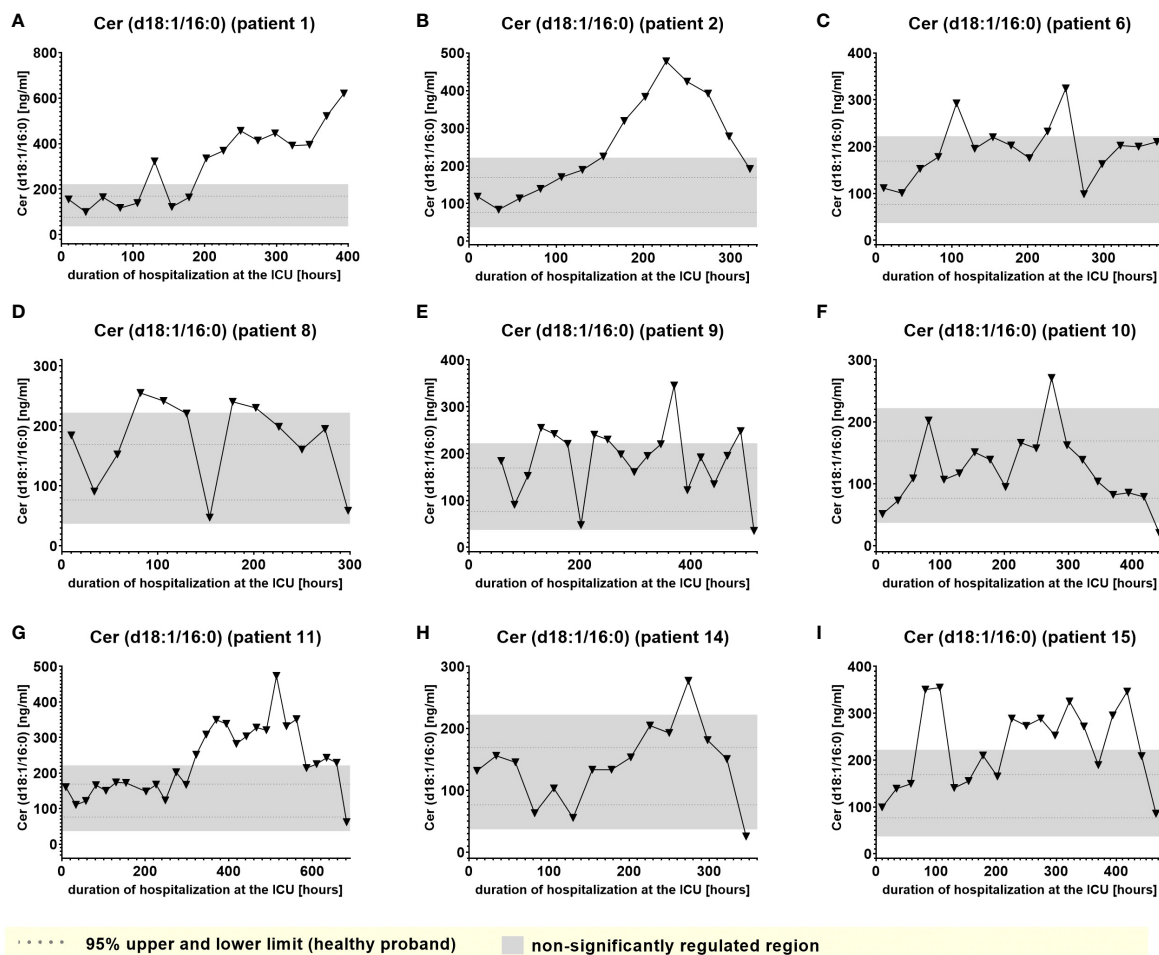 A
Cer (d18:1/16:0) (patient 1)
Cer (d18:1/16:0) [ng/ml]
800
600
400
200
0
0 100 200 300 400
duration of hospitalization at the ICU [hours]
B
Cer (d18:1/16:0) (patient 2)
Cer (d18:1/16:0) [ng/ml]
500
400
300
200
100
0
0 100 200 300
duration of hospitalization at the ICU [hours]
C
Cer (d18:1/16:0) (patient 6)
Cer (d18:1/16:0) [ng/ml]
400
300
200
100
0
0 100 200 300
duration of hospitalization at the ICU [hours]
D
Cer (d18:1/16:0) (patient 8)
Cer (d18:1/16:0) [ng/ml]
300
200
100
0
0 100 200 300
duration of hospitalization at the ICU [hours]
E
Cer (d18:1/16:0) (patient 9)
Cer (d18:1/16:0) [ng/ml]
400
300
200
100
0
0 200 400
duration of hospitalization at the ICU [hours]
F
Cer (d18:1/16:0) (patient 10)
Cer (d18:1/16:0) [ng/ml]
300
200
100
0
0 100 200 300 400
duration of hospitalization at the ICU [hours]
G
Cer (d18:1/16:0) (patient 11)
Cer (d18:1/16:0) [ng/ml]
500
400
300
200
100
0
0 200 400 600
duration of hospitalization at the ICU [hours]
H
Cer (d18:1/16:0) (patient 14)
Cer (d18:1/16:0) [ng/ml]
300
200
100
0
0 100 200 300
duration of hospitalization at the ICU [hours]
I
Cer (d18:1/16:0) (patient 15)
Cer (d18:1/16:0) [ng/ml]
400
300
200
100
0
0 100 200 300 400
duration of hospitalization at the ICU [hours]
95% upper and lower limit (healthy proband)
non-significantly regulated region